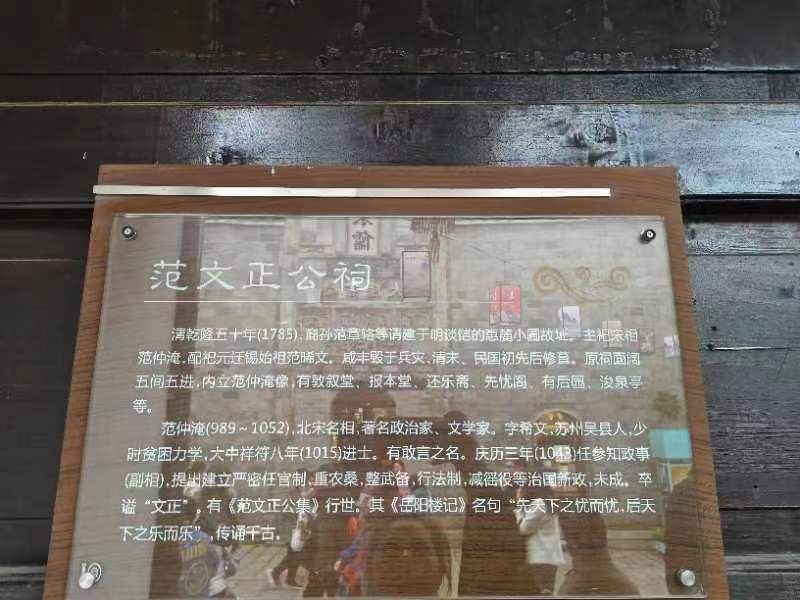 范文正公祠
清乾隆五十年(1785),裔孙范章辂等请建于明谈信的惠麓小圃故址。主祀宋相
范仲淹,配祀元迁锡始祖范晞文。咸丰毁于兵灾,清末、民国初先后修葺。原祠面阔
五间五进,内立范仲淹像,有敦叙堂、报本堂、还乐斋、先忧阁、有后园、浚泉亭
等。
范仲淹(989～1052),北宋名相,著名政治家、文学家。字希文,苏州吴县人,少
时贫困力学,大中祥符八年(1015)进士。有敢言之名。庆历三年(1043)任参知政事
(副相),提出建立严密任官制,重农桑,整武备,行法制,减徭役等治国新政,未成。卒
谥“文正”。有《范文正公集》行世。其《岳阳楼记》名句“先天下之忧而忧,后天
下之乐而乐”,传诵千古。